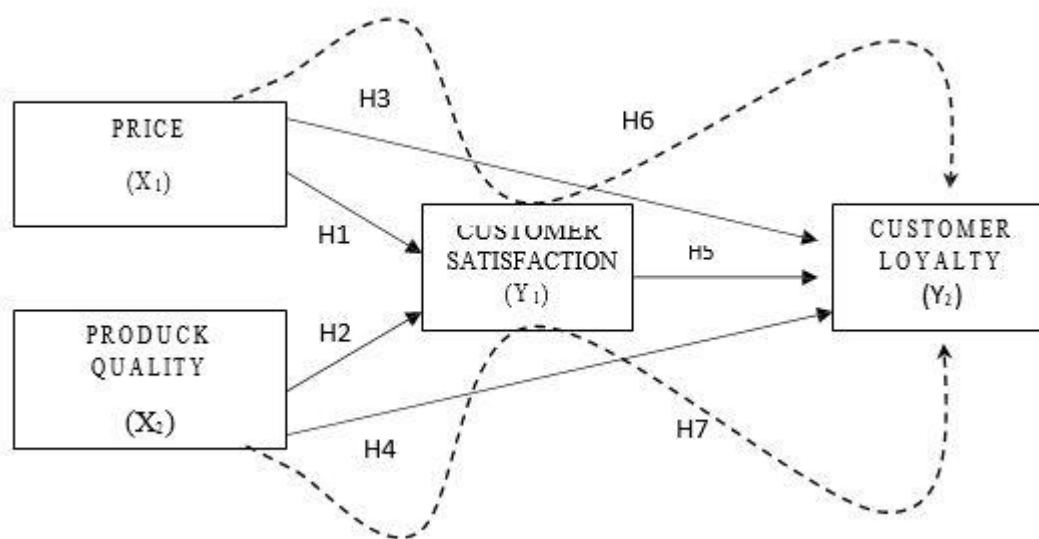 H3
H6
PRICE
(X₁)
H1
CUSTOMER
SATISFACTION
(Y₁)
H5
CUSTOMER
LOYALTY
(Y₂)
PRODUCK
QUALITY
(X₂)
H2
H4
H7